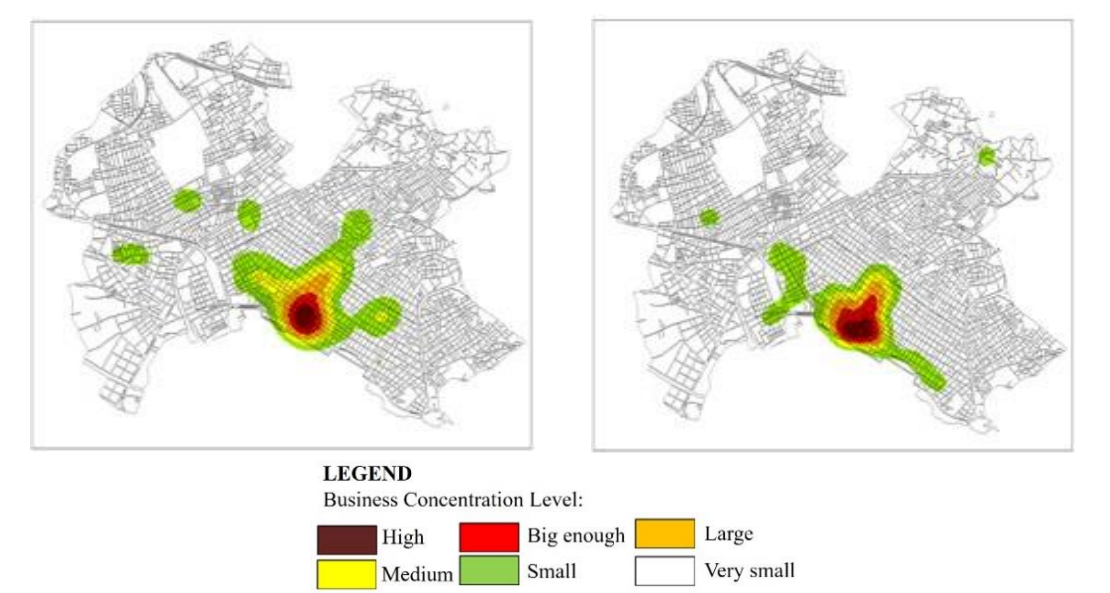 LEGEND
Business Concentration Level:
High Big enough Large
Medium Small Very small